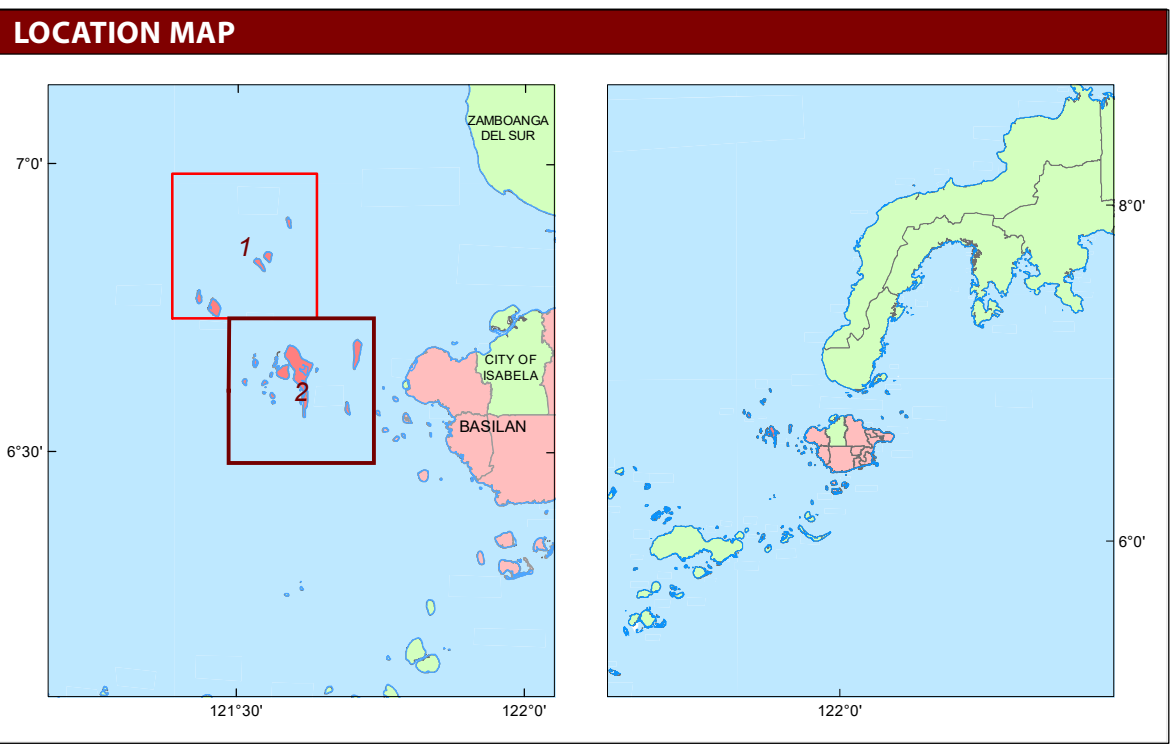 LOCATION MAP
ZAMBOANGA
DEL SUR
7°0'
1
CITY OF
ISABELA
2
BASILAN
6°30'
121°30'
122°0'
8°0'
6°0'
122°0'